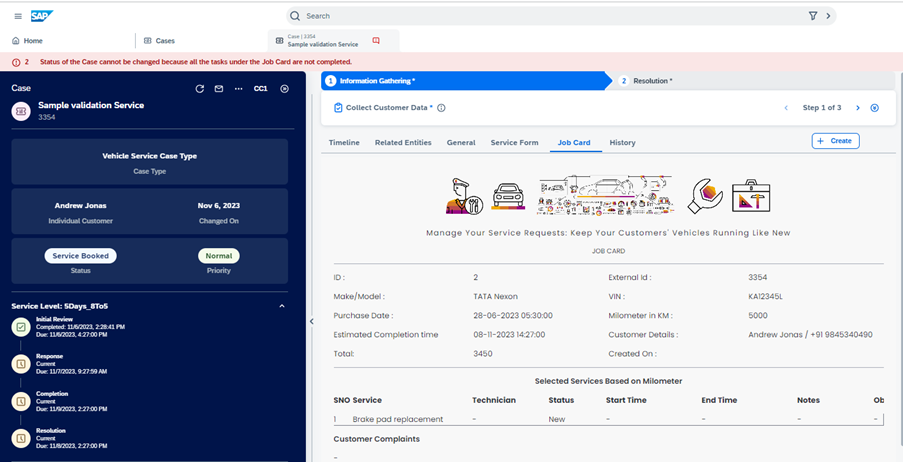 SAP
Search
Home
Cases
Case | 3354
Sample validation Service
2 Status of the Case cannot be changed because all the tasks under the Job Card are not completed.
Case
CC1
Sample validation Service
3354
Vehicle Service Case Type
Case Type
Andrew Jonas
Individual Customer
Nov 6, 2023
Changed On
Service Booked
Status
Normal
Priority
Service Level: 5Days_8To5
Initial Review
Completed: 11/6/2023, 2:28:41 PM
Due: 11/6/2023, 4:27:00 PM
Response
Current
Due: 11/7/2023, 9:27:59 AM
Completion
Current
Due: 11/9/2023, 2:27:00 PM
Resolution
Current
Due: 11/8/2023, 2:27:00 PM
1 Information Gathering *
2 Resolution *
Collect Customer Data *
Step 1 of 3
Timeline Related Entities General Service Form Job Card History
+ Create
Manage Your Service Requests: Keep Your Customers' Vehicles Running Like New
JOB CARD
ID : 2 External Id : 3354
Make/Model : TATA Nexon VIN : KA12345L
Purchase Date : 28-06-2023 05:30:00 Milometer in KM : 5000
Estimated Completion time 08-11-2023 14:27:00 Customer Details : Andrew Jonas / +91 9845340490
Total: 3450 Created On :
Selected Services Based on Milometer
SNO Service Technician Status Start Time End Time Notes Ob
1 Brake pad replacement - New - - - -
Customer Complaints
-